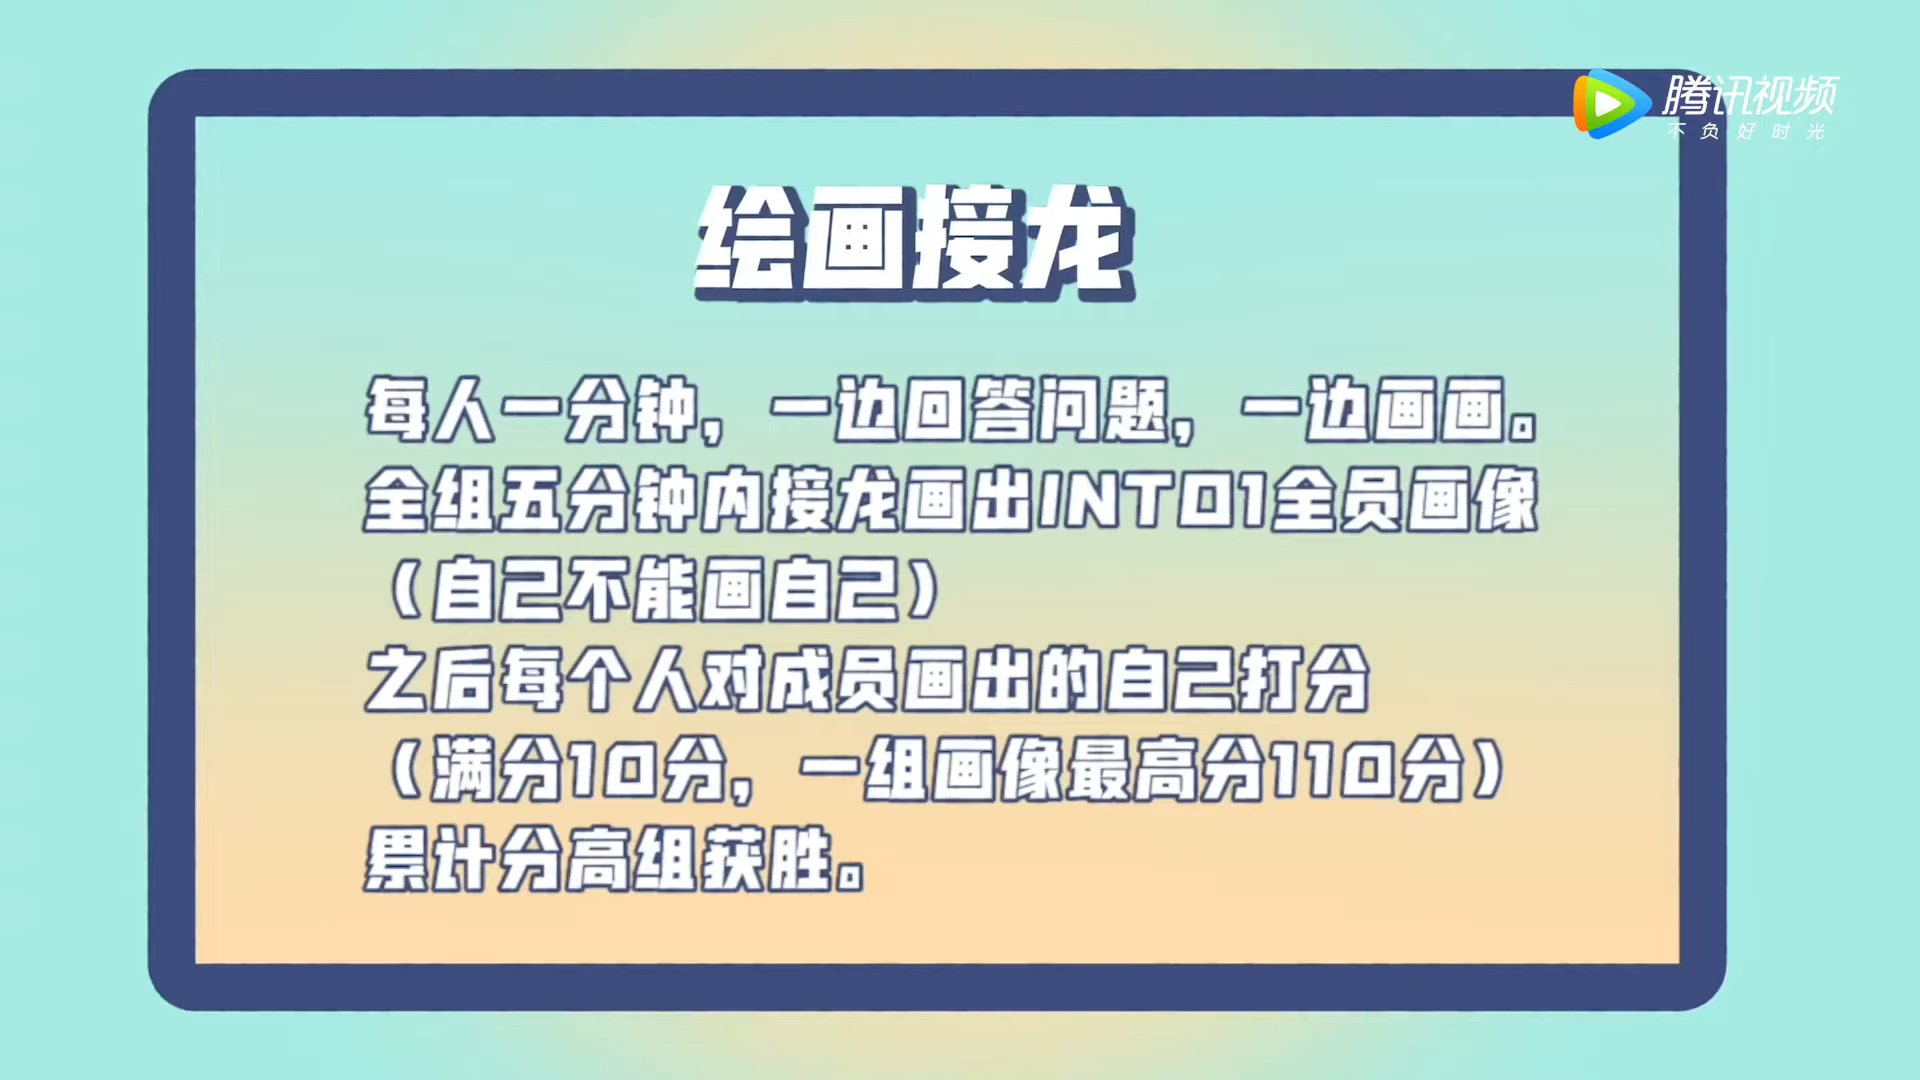 腾讯视频
不负好时光
绘画接龙
每人一分钟，一边回答问题，一边画画。
全组五分钟内接龙画出INTO1全员画像
（自己不能画自己）
之后每个人对成员画出的自己打分
（满分10分，一组画像最高分110分）
累计分高组获胜。